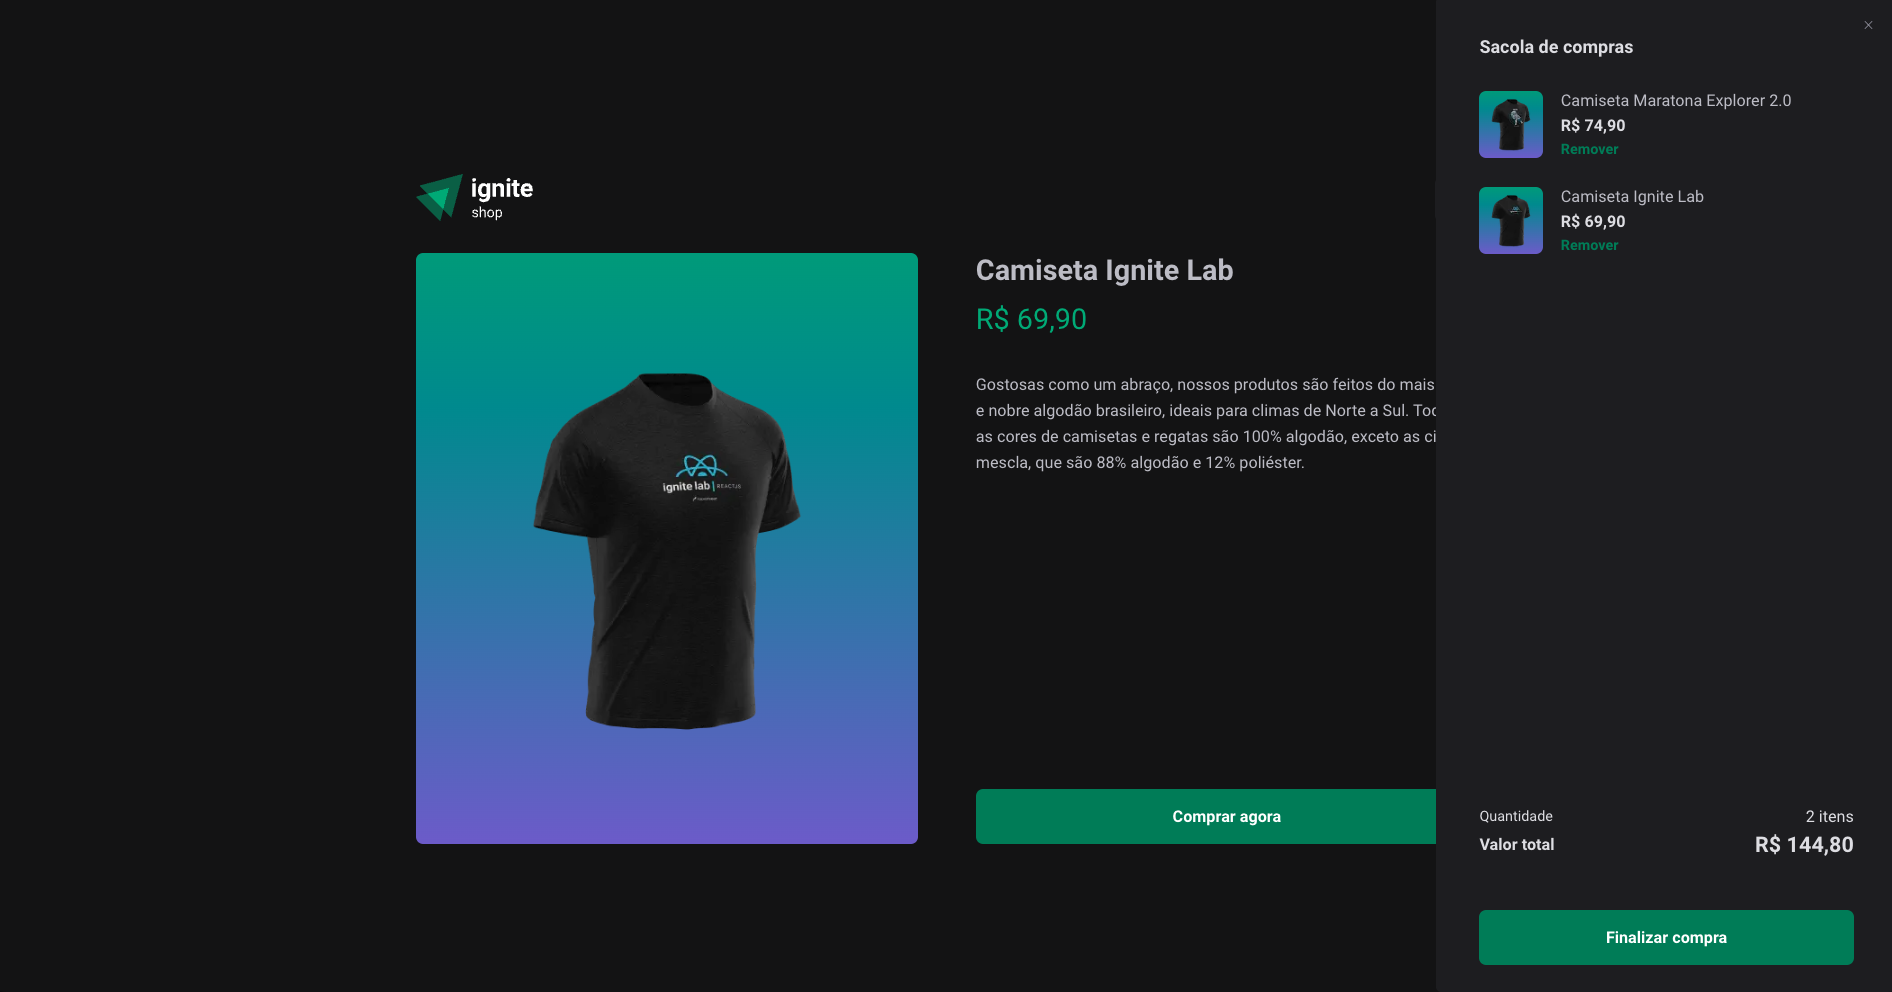 ignite
shop
Camiseta Ignite Lab
R$ 69,90
Gostosas como um abraço, nossos produtos são feitos do mais
e nobre algodão brasileiro, ideais para climas de Norte a Sul.
as cores de camisetas e regatas são 100% algodão, exceto as
mescla, que são 88% algodão e 12% poliéster.
ignite lab | REACTJS
Comprar agora
Sacola de compras
Camiseta Maratona Explorer 2.0
R$ 74,90
Remover
Camiseta Ignite Lab
R$ 69,90
Remover
Quantidade
2 itens
Valor total
R$ 144,80
Finalizar compra